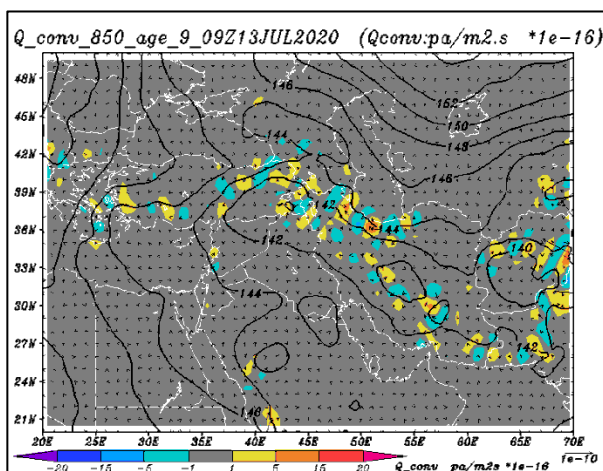 Q_conv_850_age_9_09Z13JUL2020 (Qconv:pa/m2.s *1e-16)
48N
45N
42N
39N
36N
33N
30N
27N
24N
21N
146
144
152
150
148
146
142
144
142
140
144
142
146
20E 25E 30E 35E 40E 45E 50E 55E 60E 65E 70E
-20 -15 -5 -1 1 5 15 20
Q_conv pa/m2s *1e-16
1e-10